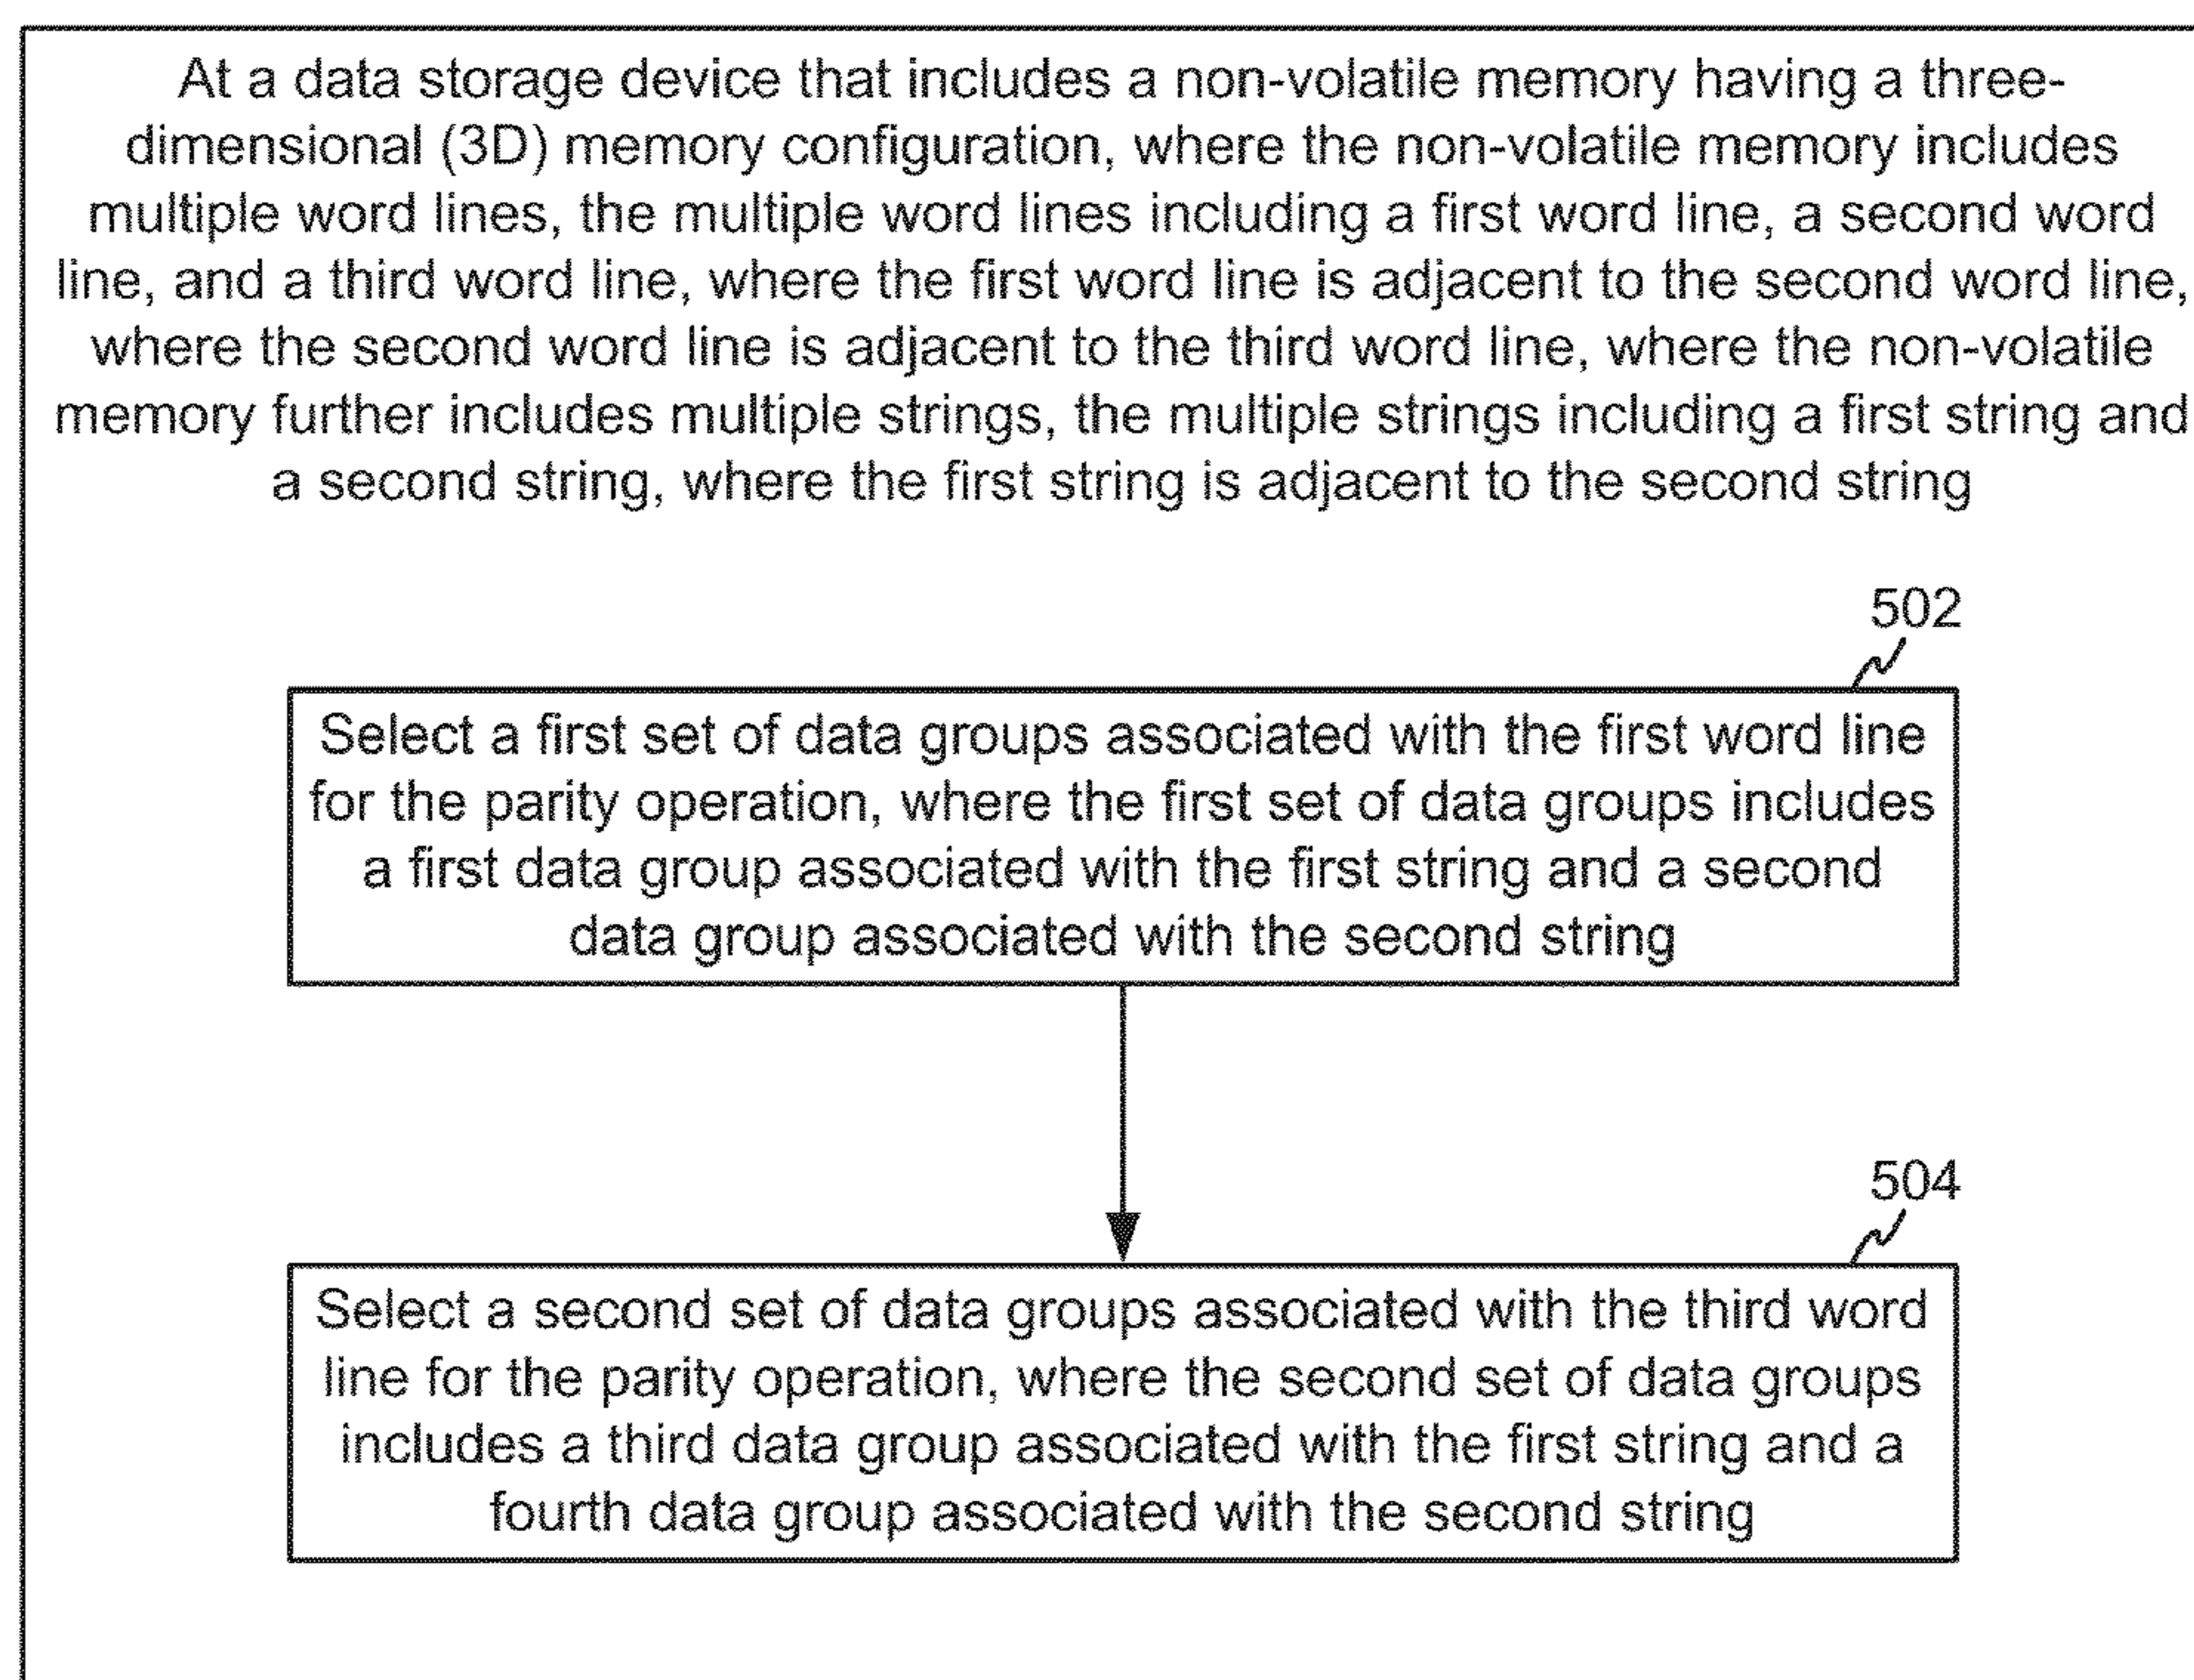 At a data storage device that includes a non-volatile memory having a three-
dimensional (3D) memory configuration, where the non-volatile memory includes
multiple word lines, the multiple word lines including a first word line, a second word
line, and a third word line, where the first word line is adjacent to the second word line,
where the second word line is adjacent to the third word line, where the non-volatile
memory further includes multiple strings, the multiple strings including a first string and
a second string, where the first string is adjacent to the second string
502
Select a first set of data groups associated with the first word line
for the parity operation, where the first set of data groups includes
a first data group associated with the first string and a second
data group associated with the second string
504
Select a second set of data groups associated with the third word
line for the parity operation, where the second set of data groups
includes a third data group associated with the first string and a
fourth data group associated with the second string